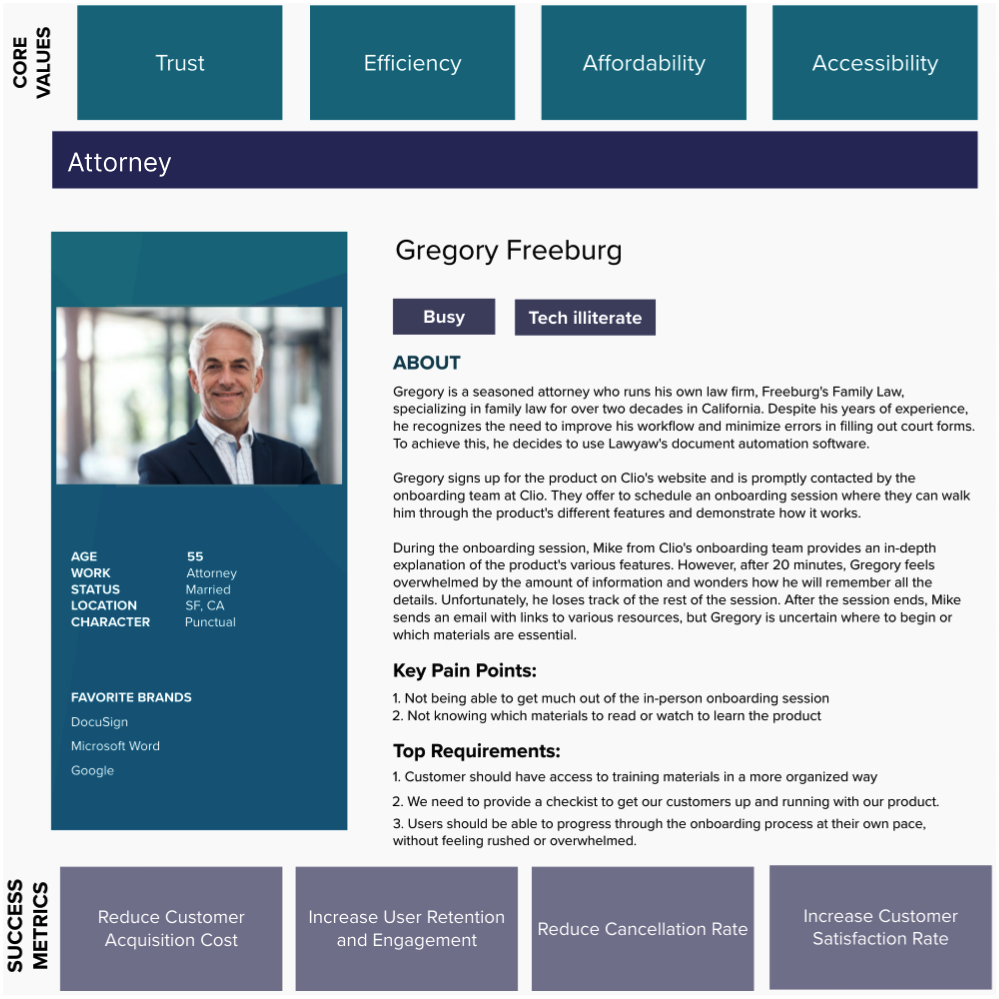 CORE
VALUES
Trust
Efficiency
Affordability
Accessibility
Attorney
Gregory Freeburg
Busy
Tech illiterate
ABOUT
Gregory is a seasoned attorney who runs his own law firm, Freeburg's Family Law,
specializing in family law for over two decades in California. Despite his years of experience,
he recognizes the need to improve his workflow and minimize errors in filling out court forms.
To achieve this, he decides to use Lawyaw's document automation software.
Gregory signs up for the product on Clio's website and is promptly contacted by the
onboarding team at Clio. They offer to schedule an onboarding session where they can walk
him through the product's different features and demonstrate how it works.
During the onboarding session, Mike from Clio's onboarding team provides an in-depth
explanation of the product's various features. However, after 20 minutes, Gregory feels
overwhelmed by the amount of information and wonders how he will remember all the
details. Unfortunately, he loses track of the rest of the session. After the session ends, Mike
sends an email with links to various resources, but Gregory is uncertain where to begin or
which materials are essential.
Key Pain Points:
1. Not being able to get much out of the in-person onboarding session
2. Not knowing which materials to read or watch to learn the product
Top Requirements:
1. Customer should have access to training materials in a more organized way
2. We need to provide a checkist to get our customers up and running with our product.
3. Users should be able to progress through the onboarding process at their own pace,
without feeling rushed or overwhelmed.
AGE 55
WORK Attorney
STATUS Married
LOCATION SF, CA
CHARACTER Punctual
FAVORITE BRANDS
DocuSign
Microsoft Word
Google
SUCCESS
METRICS
Reduce Customer
Acquisition Cost
Increase User Retention
and Engagement
Reduce Cancellation Rate
Increase Customer
Satisfaction Rate